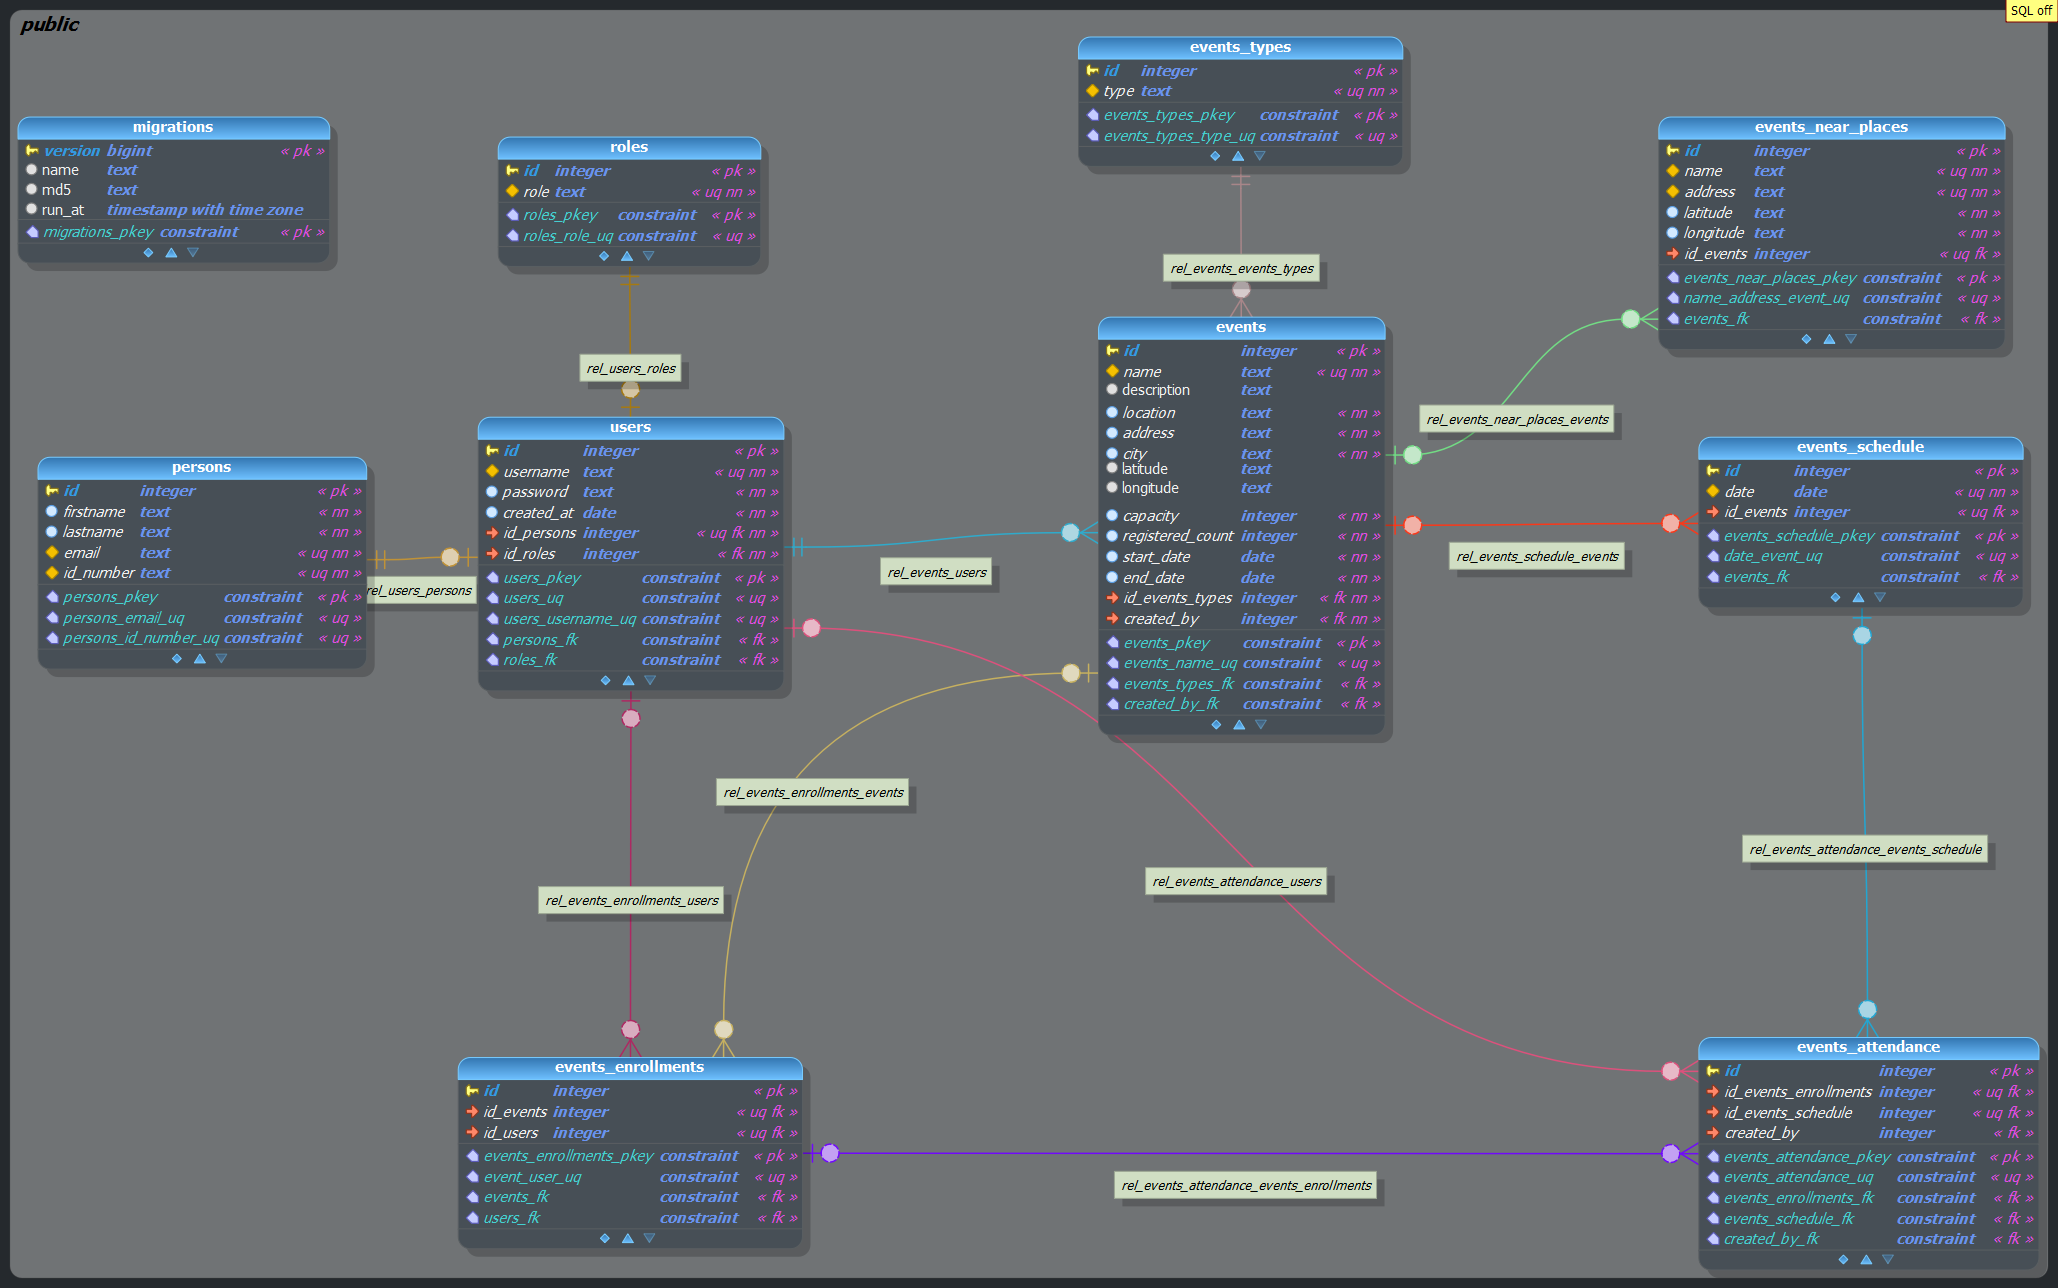 SQL off
public
migrations
version bigint « pk »
name text
md5 text
run_at timestamp with time zone
migrations_pkey constraint « pk »
roles
id integer « pk »
role text « uq nn »
roles_pkey constraint « pk »
roles_role_uq constraint « uq »
events_types
id integer « pk »
type text « uq nn »
events_types_pkey constraint « pk »
events_types_type_uq constraint « uq »
events_near_places
id integer « pk »
name text « uq nn »
address text « uq nn »
latitude text « nn »
longitude text « nn »
id_events integer « uq fk »
events_near_places_pkey constraint « pk »
name_address_event_uq constraint « uq »
events_fk constraint « fk »
rel_events_events_types
rel_users_roles
rel_events_near_places_events
persons
id integer « pk »
firstname text « nn »
lastname text « nn »
email text « uq nn »
id_number text « uq nn »
persons_pkey constraint « pk »
persons_email_uq constraint « uq »
persons_id_number_uq constraint « uq »
rel_users_persons
users
id integer « pk »
username text « uq nn »
password text « nn »
created_at date « nn »
id_persons integer « uq fk nn »
id_roles integer « fk nn »
users_pkey constraint « pk »
users_uq constraint « uq »
users_username_uq constraint « uq »
persons_fk constraint « fk »
roles_fk constraint « fk »
rel_events_users
events
id integer « pk »
name text « uq nn »
description text
location text « nn »
address text « nn »
city text « nn »
latitude text
longitude text
capacity integer « nn »
registered_count integer « nn »
start_date date « nn »
end_date date « nn »
id_events_types integer « fk nn »
created_by integer « fk nn »
events_pkey constraint « pk »
events_name_uq constraint « uq »
events_types_fk constraint « fk »
created_by_fk constraint « fk »
rel_events_schedule_events
events_schedule
id integer « pk »
date date « uq nn »
id_events integer « uq fk »
events_schedule_pkey constraint « pk »
date_event_uq constraint « uq »
events_fk constraint « fk »
rel_events_enrollments_events
rel_events_attendance_events_schedule
rel_events_attendance_users
rel_events_enrollments_users
events_enrollments
id integer « pk »
id_events integer « uq fk »
id_users integer « uq fk »
events_enrollments_pkey constraint « pk »
event_user_uq constraint « uq »
events_fk constraint « fk »
users_fk constraint « fk »
rel_events_attendance_events_enrollments
events_attendance
id integer « pk »
id_events_enrollments integer « uq fk »
id_events_schedule integer « uq fk »
created_by integer « fk »
events_attendance_pkey constraint « pk »
events_attendance_uq constraint « uq »
events_enrollments_fk constraint « fk »
events_schedule_fk constraint « fk »
created_by_fk constraint « fk »